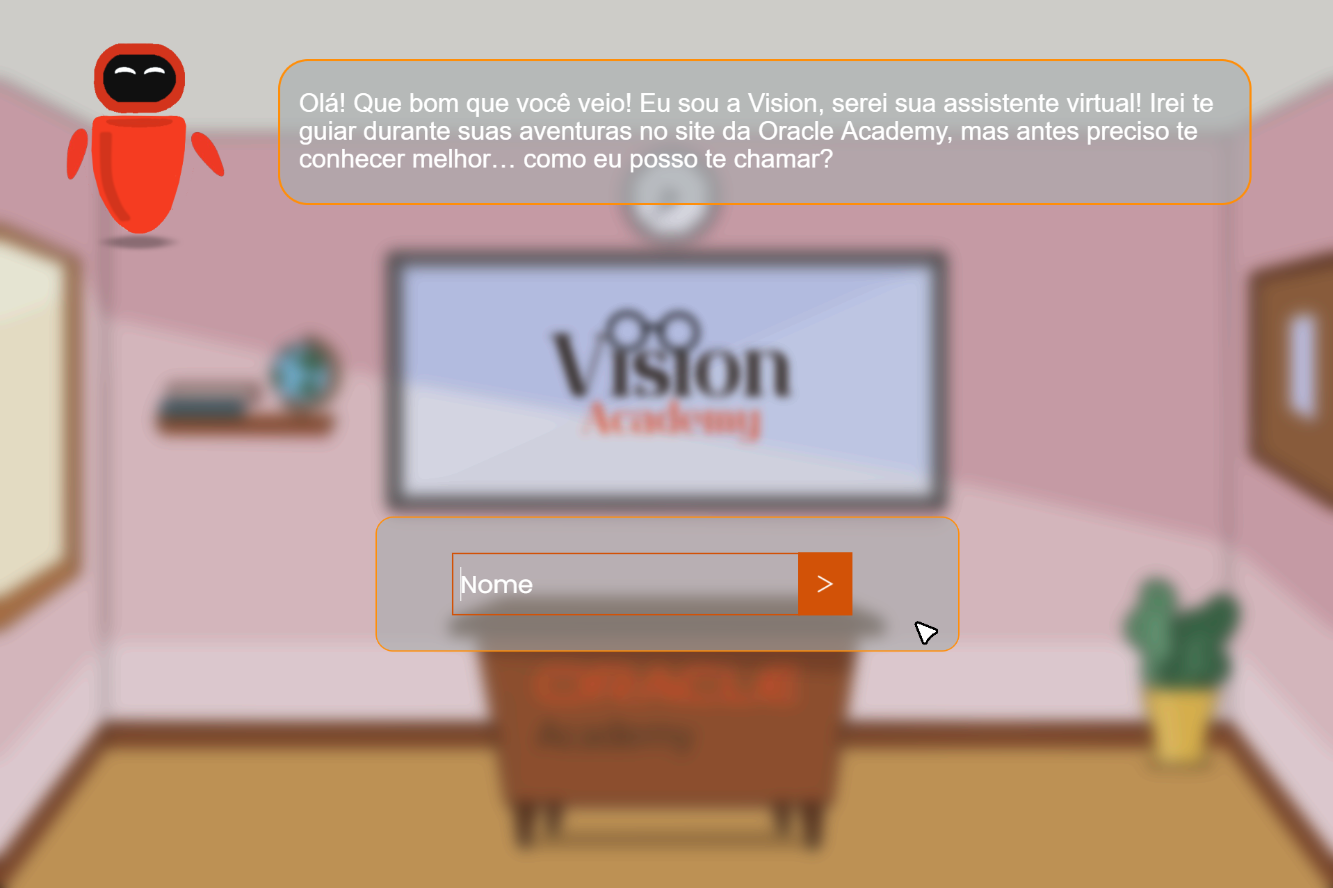 Olá! Que bom que você veio! Eu sou a Vision, serei sua assistente virtual! Irei te
guiar durante suas aventuras no site da Oracle Academy, mas antes preciso te
conhecer melhor... como eu posso te chamar?
Vision
Academy
Nome
>
ORACLE
Academy